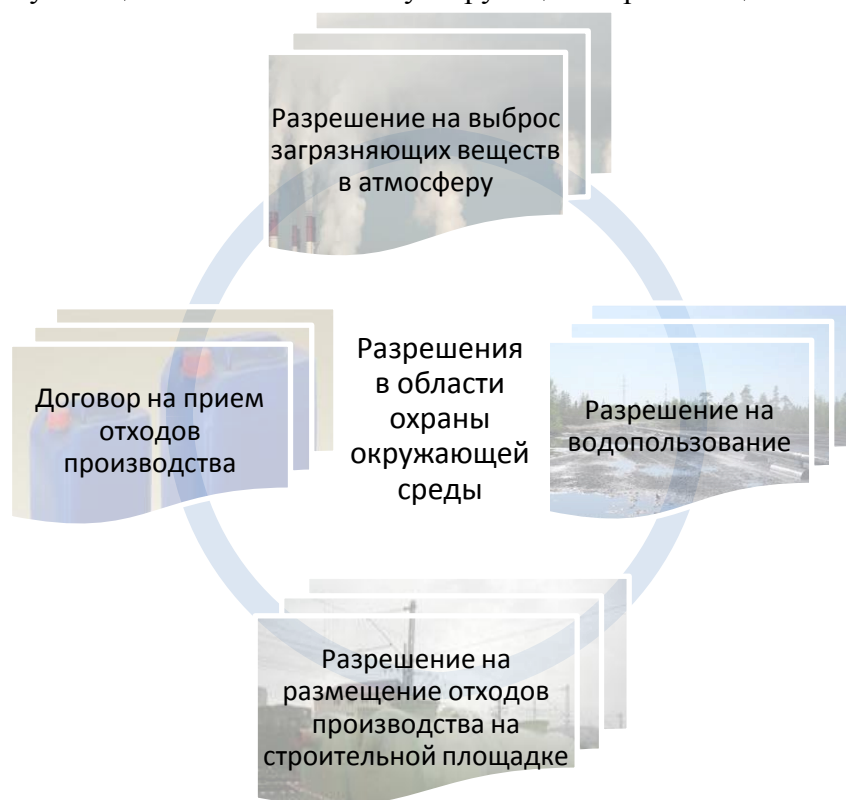 Разрешение на выброс
загрязняющих веществ
в атмосферу
Договор на прием
отходов
производства
Разрешения
в области
охраны
окружающей
среды
Разрешение на
водопользование
Разрешение на
размещение отходов
производства на
строительной площадке